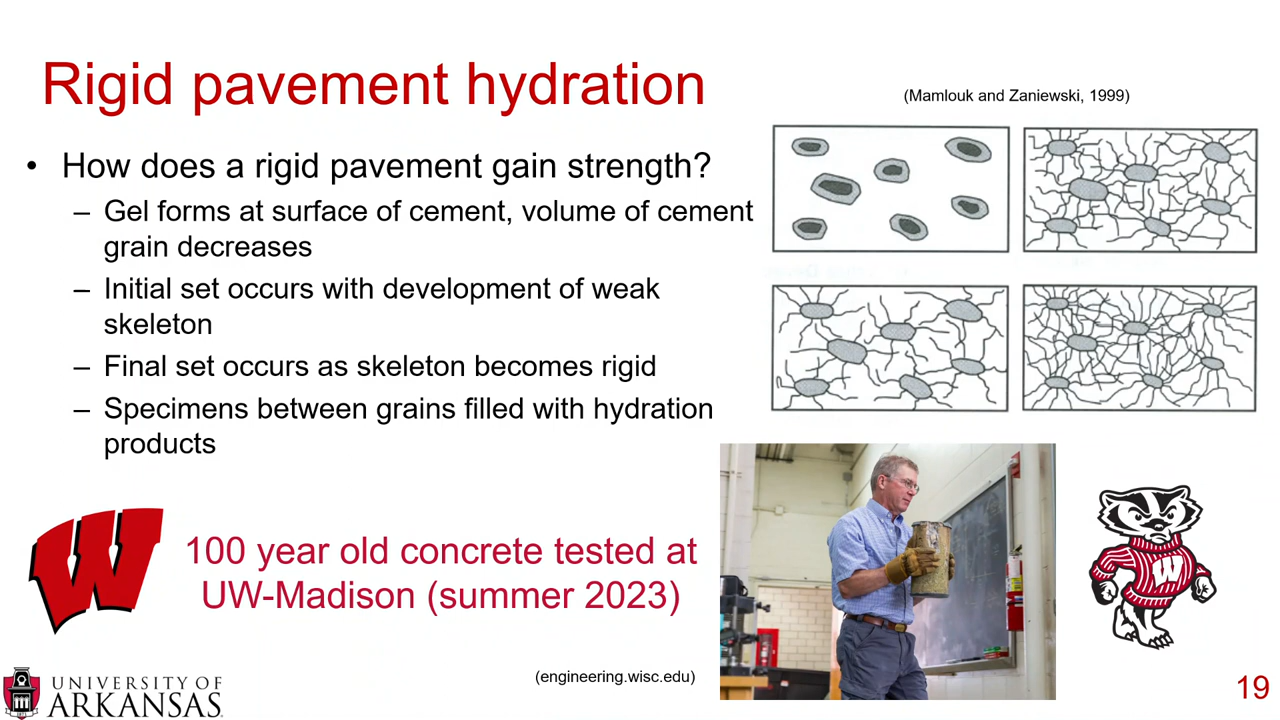 Rigid pavement hydration
(Mamlouk and Zaniewski, 1999)
• How does a rigid pavement gain strength?
– Gel forms at surface of cement, volume of cement
grain decreases
– Initial set occurs with development of weak
skeleton
– Final set occurs as skeleton becomes rigid
– Specimens between grains filled with hydration
products
W
100 year old concrete tested at
UW-Madison (summer 2023)
W
(engineering.wisc.edu)
UNIVERSITY OF
ARKANSAS
19